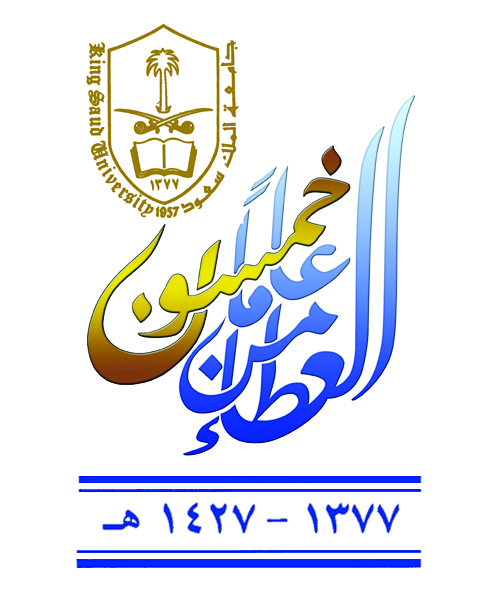 جامعة الملك سعود
King Saud University 1957
١٣٧٧
خمسون
عاماً
من
العطاء
١٣٧٧ - ١٤٢٧ هـ